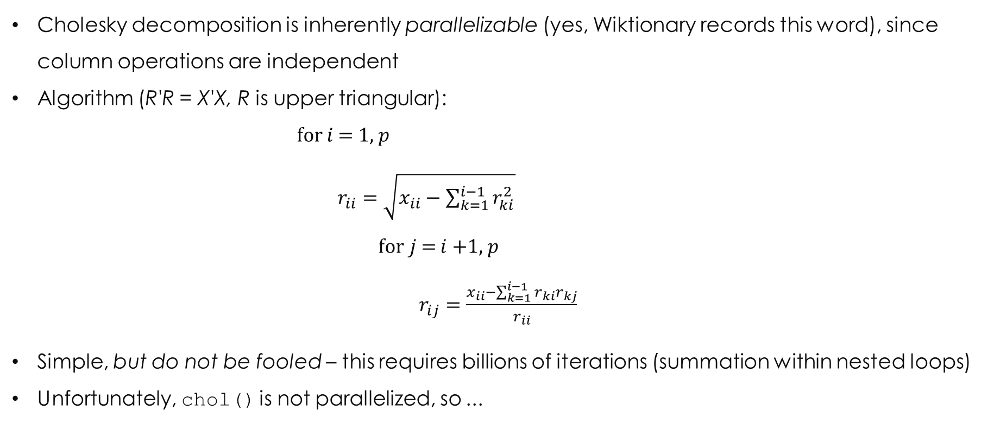 • Cholesky decomposition is inherently parallelizable (yes, Wiktionary records this word), since
column operations are independent
• Algorithm (R'R = X'X, R is upper triangular):
for i = 1, p
r_{ii} = \sqrt{x_{ii} − \sum_{k=1}^{i−1} r_{ki}^{2}}
for j = i +1, p
r_{ij} = \frac{x_{ii}−\sum_{k=1}^{i−1} r_{ki}r_{kj}}{r_{ii}}
• Simple, but do not be fooled – this requires billions of iterations (summation within nested loops)
• Unfortunately, chol() is not parallelized, so ...